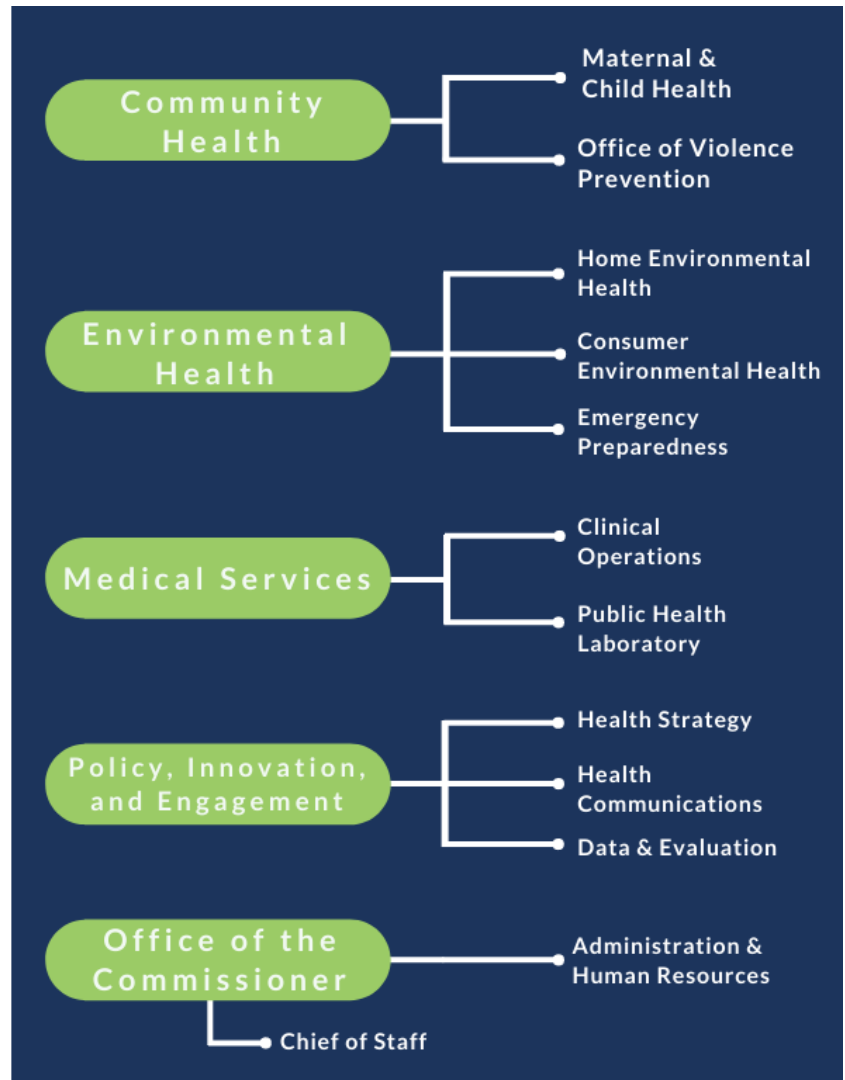 Community
Health
Maternal &
Child Health
Office of Violence
Prevention
Environmental
Health
Home Environmental
Health
Consumer
Environmental Health
Emergency
Preparedness
Medical Services
Clinical
Operations
Public Health
Laboratory
Policy, Innovation,
and Engagement
Health Strategy
Health
Communications
Data & Evaluation
Office of the
Commissioner
Administration &
Human Resources
Chief of Staff